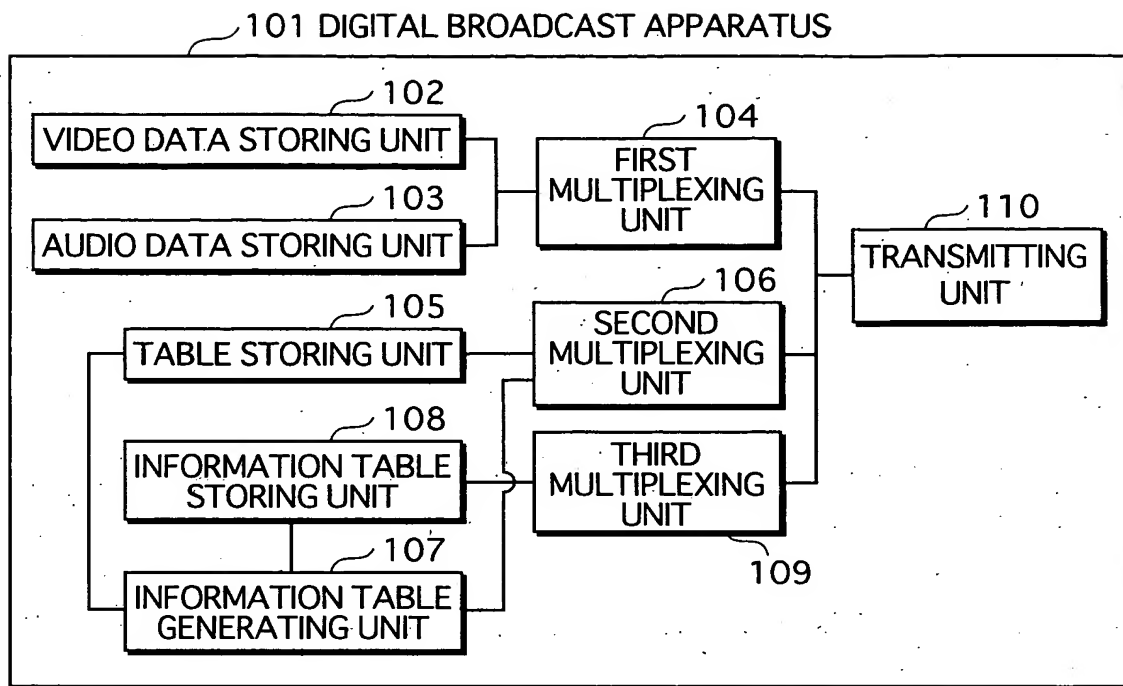 101 DIGITAL BROADCAST APPARATUS
102
VIDEO DATA STORING UNIT
103
AUDIO DATA STORING UNIT
104
FIRST
MULTIPLEXING
UNIT
110
TRANSMITTING
UNIT
105
TABLE STORING UNIT
106
SECOND
MULTIPLEXING
UNIT
108
INFORMATION TABLE
STORING UNIT
THIRD
MULTIPLEXING
UNIT
109
107
INFORMATION TABLE
GENERATING UNIT